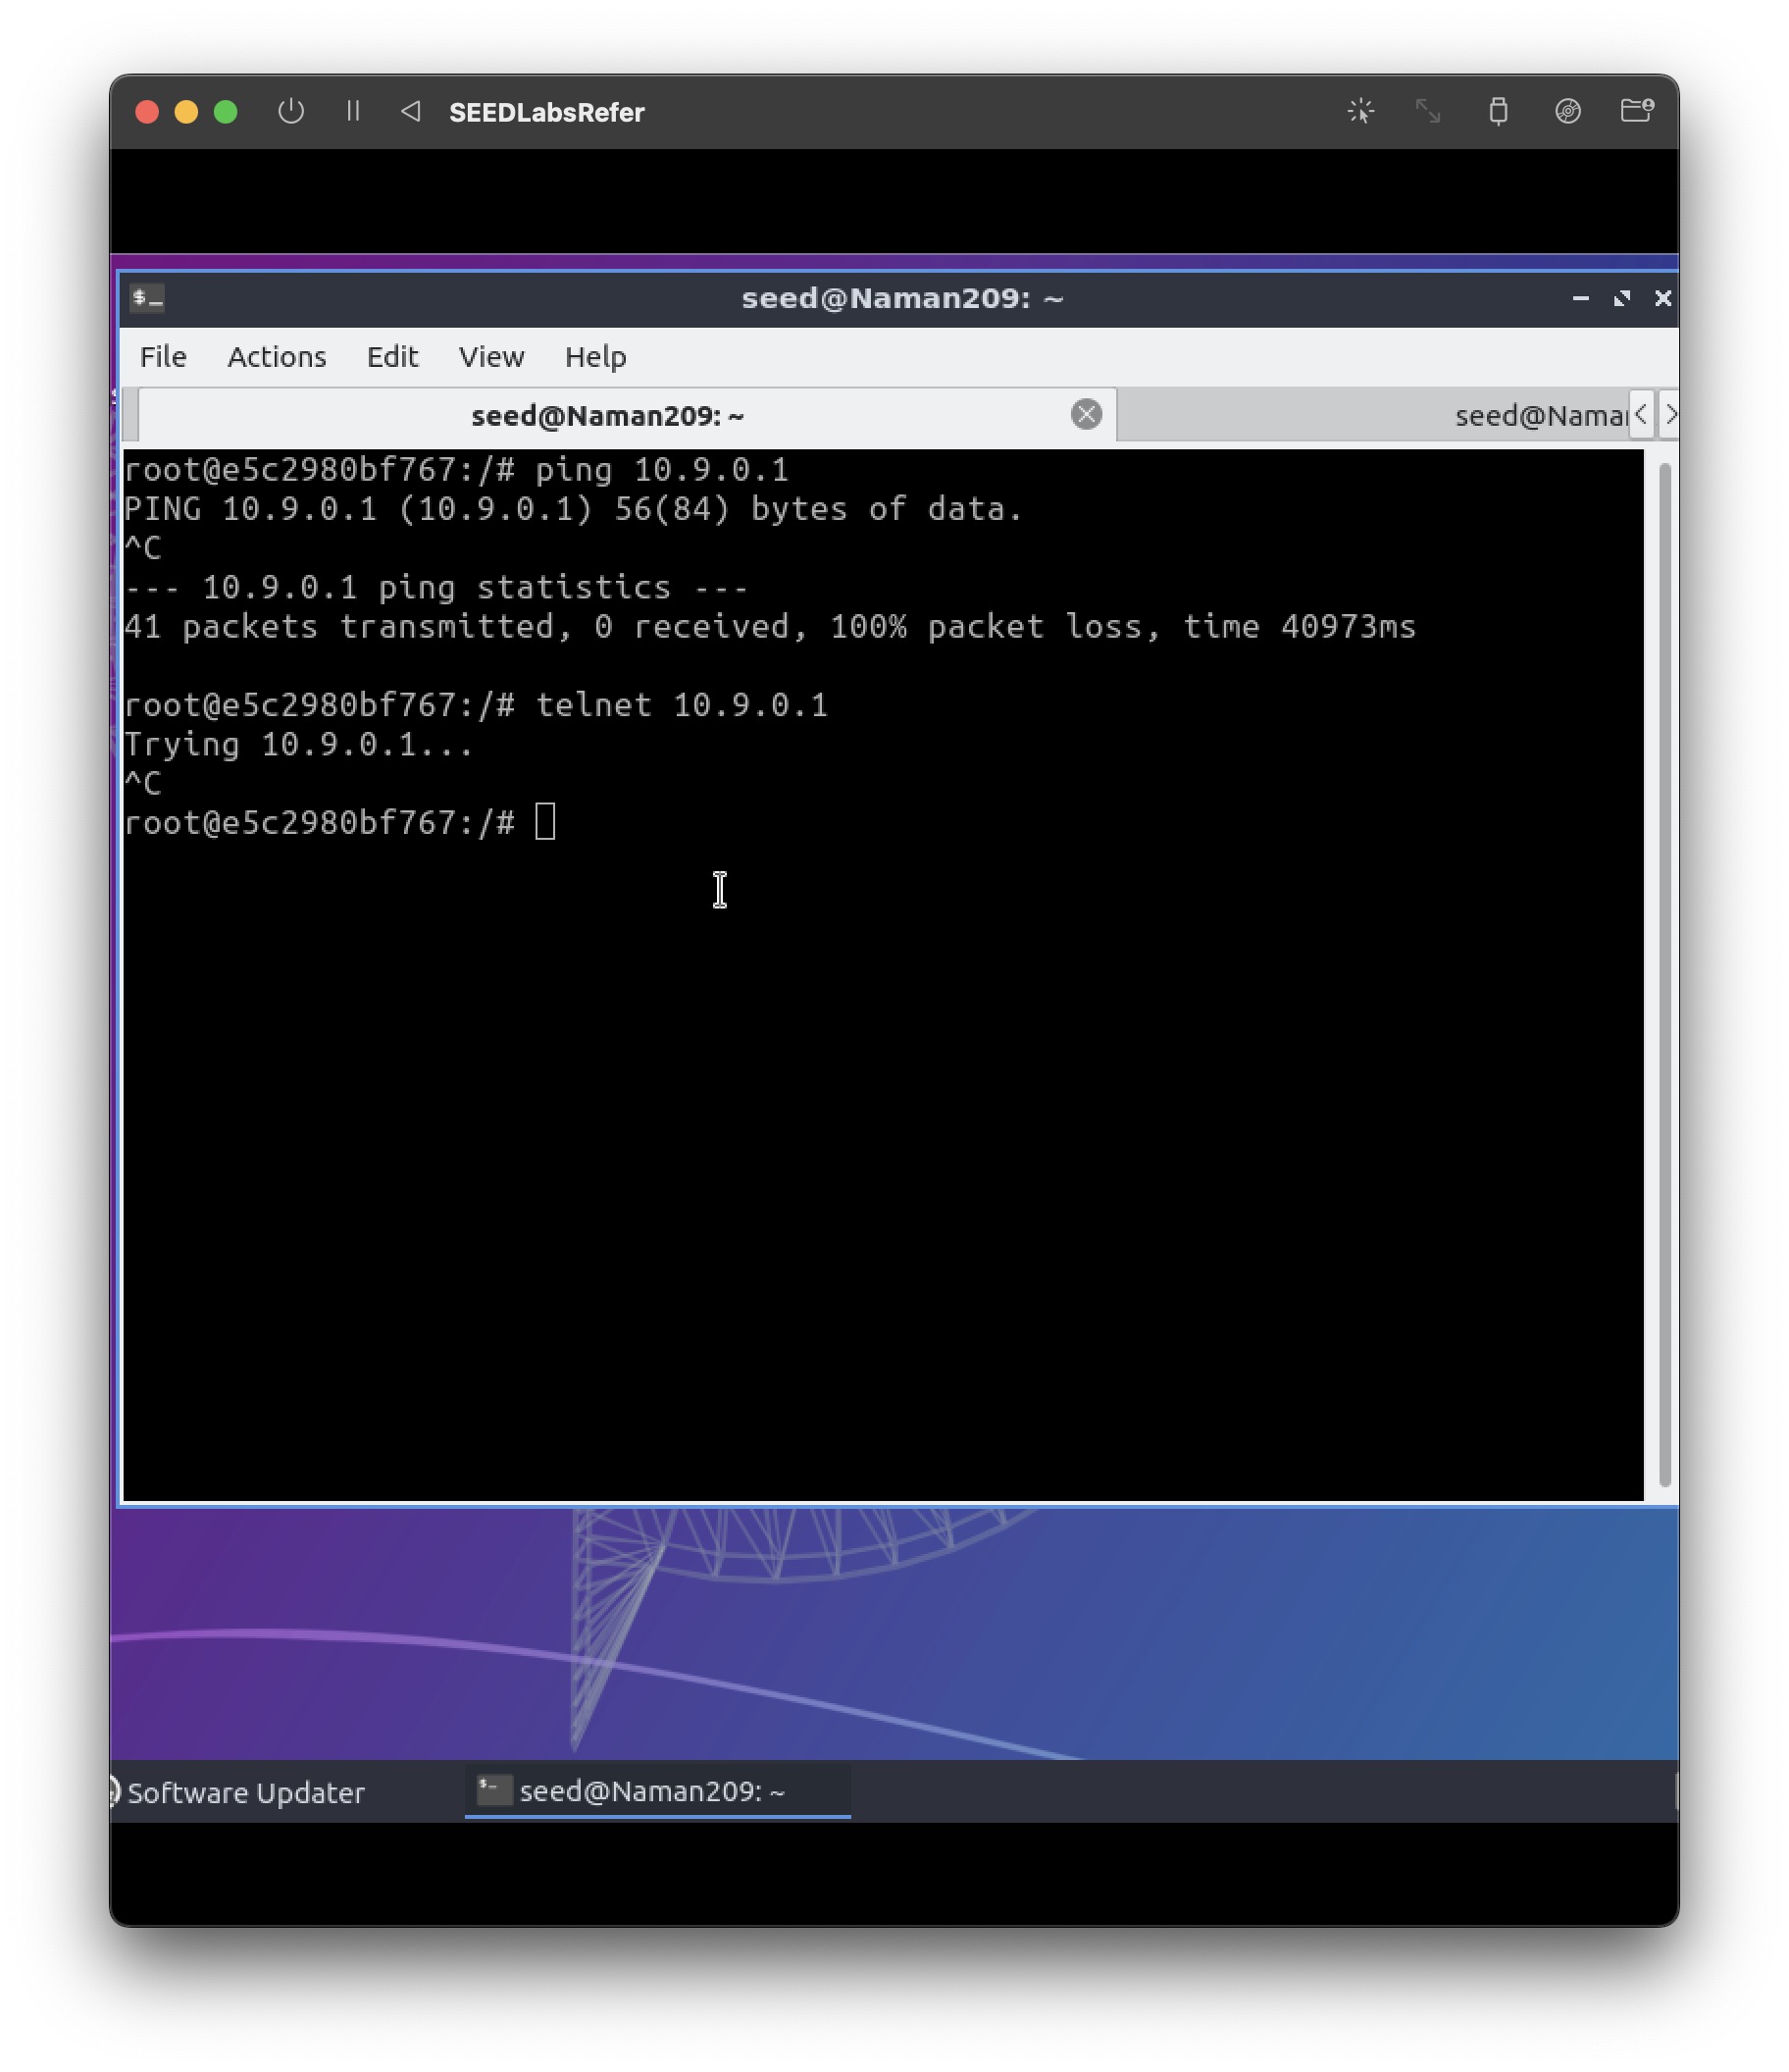 SEEDLabsRefer
seed@Naman209: ~
File Actions Edit View Help
seed@Naman209: ~
root@e5c2980bf767:/# ping 10.9.0.1
PING 10.9.0.1 (10.9.0.1) 56(84) bytes of data.
^C
--- 10.9.0.1 ping statistics ---
41 packets transmitted, 0 received, 100% packet loss, time 40973ms
root@e5c2980bf767:/# telnet 10.9.0.1
Trying 10.9.0.1...
^C
root@e5c2980bf767:/#
Software Updater
seed@Naman209: ~